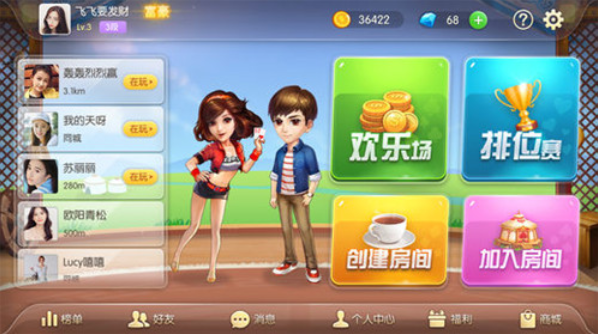 飞飞要发财
富豪
Lv.3 3段
36422
68
轰轰烈烈赢
3.1km
在玩
我的天呀
同城
在玩
苏丽丽
280m
在玩
欧阳青松
500m
Lucy嘻嘻
同城
欢乐场
排位赛
创建房间
加入房间
榜单
好友
消息
个人中心
福利
商城